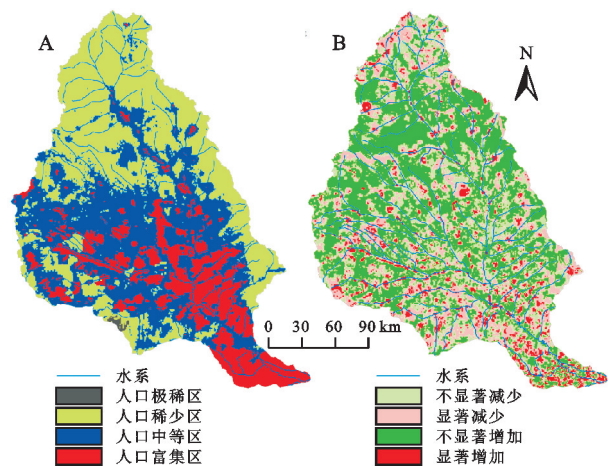 A
B
N
0 30 60 90 km
水系
人口极稀区
人口稀少区
人口中等区
人口富集区
水系
不显著减少
显著减少
不显著增加
显著增加